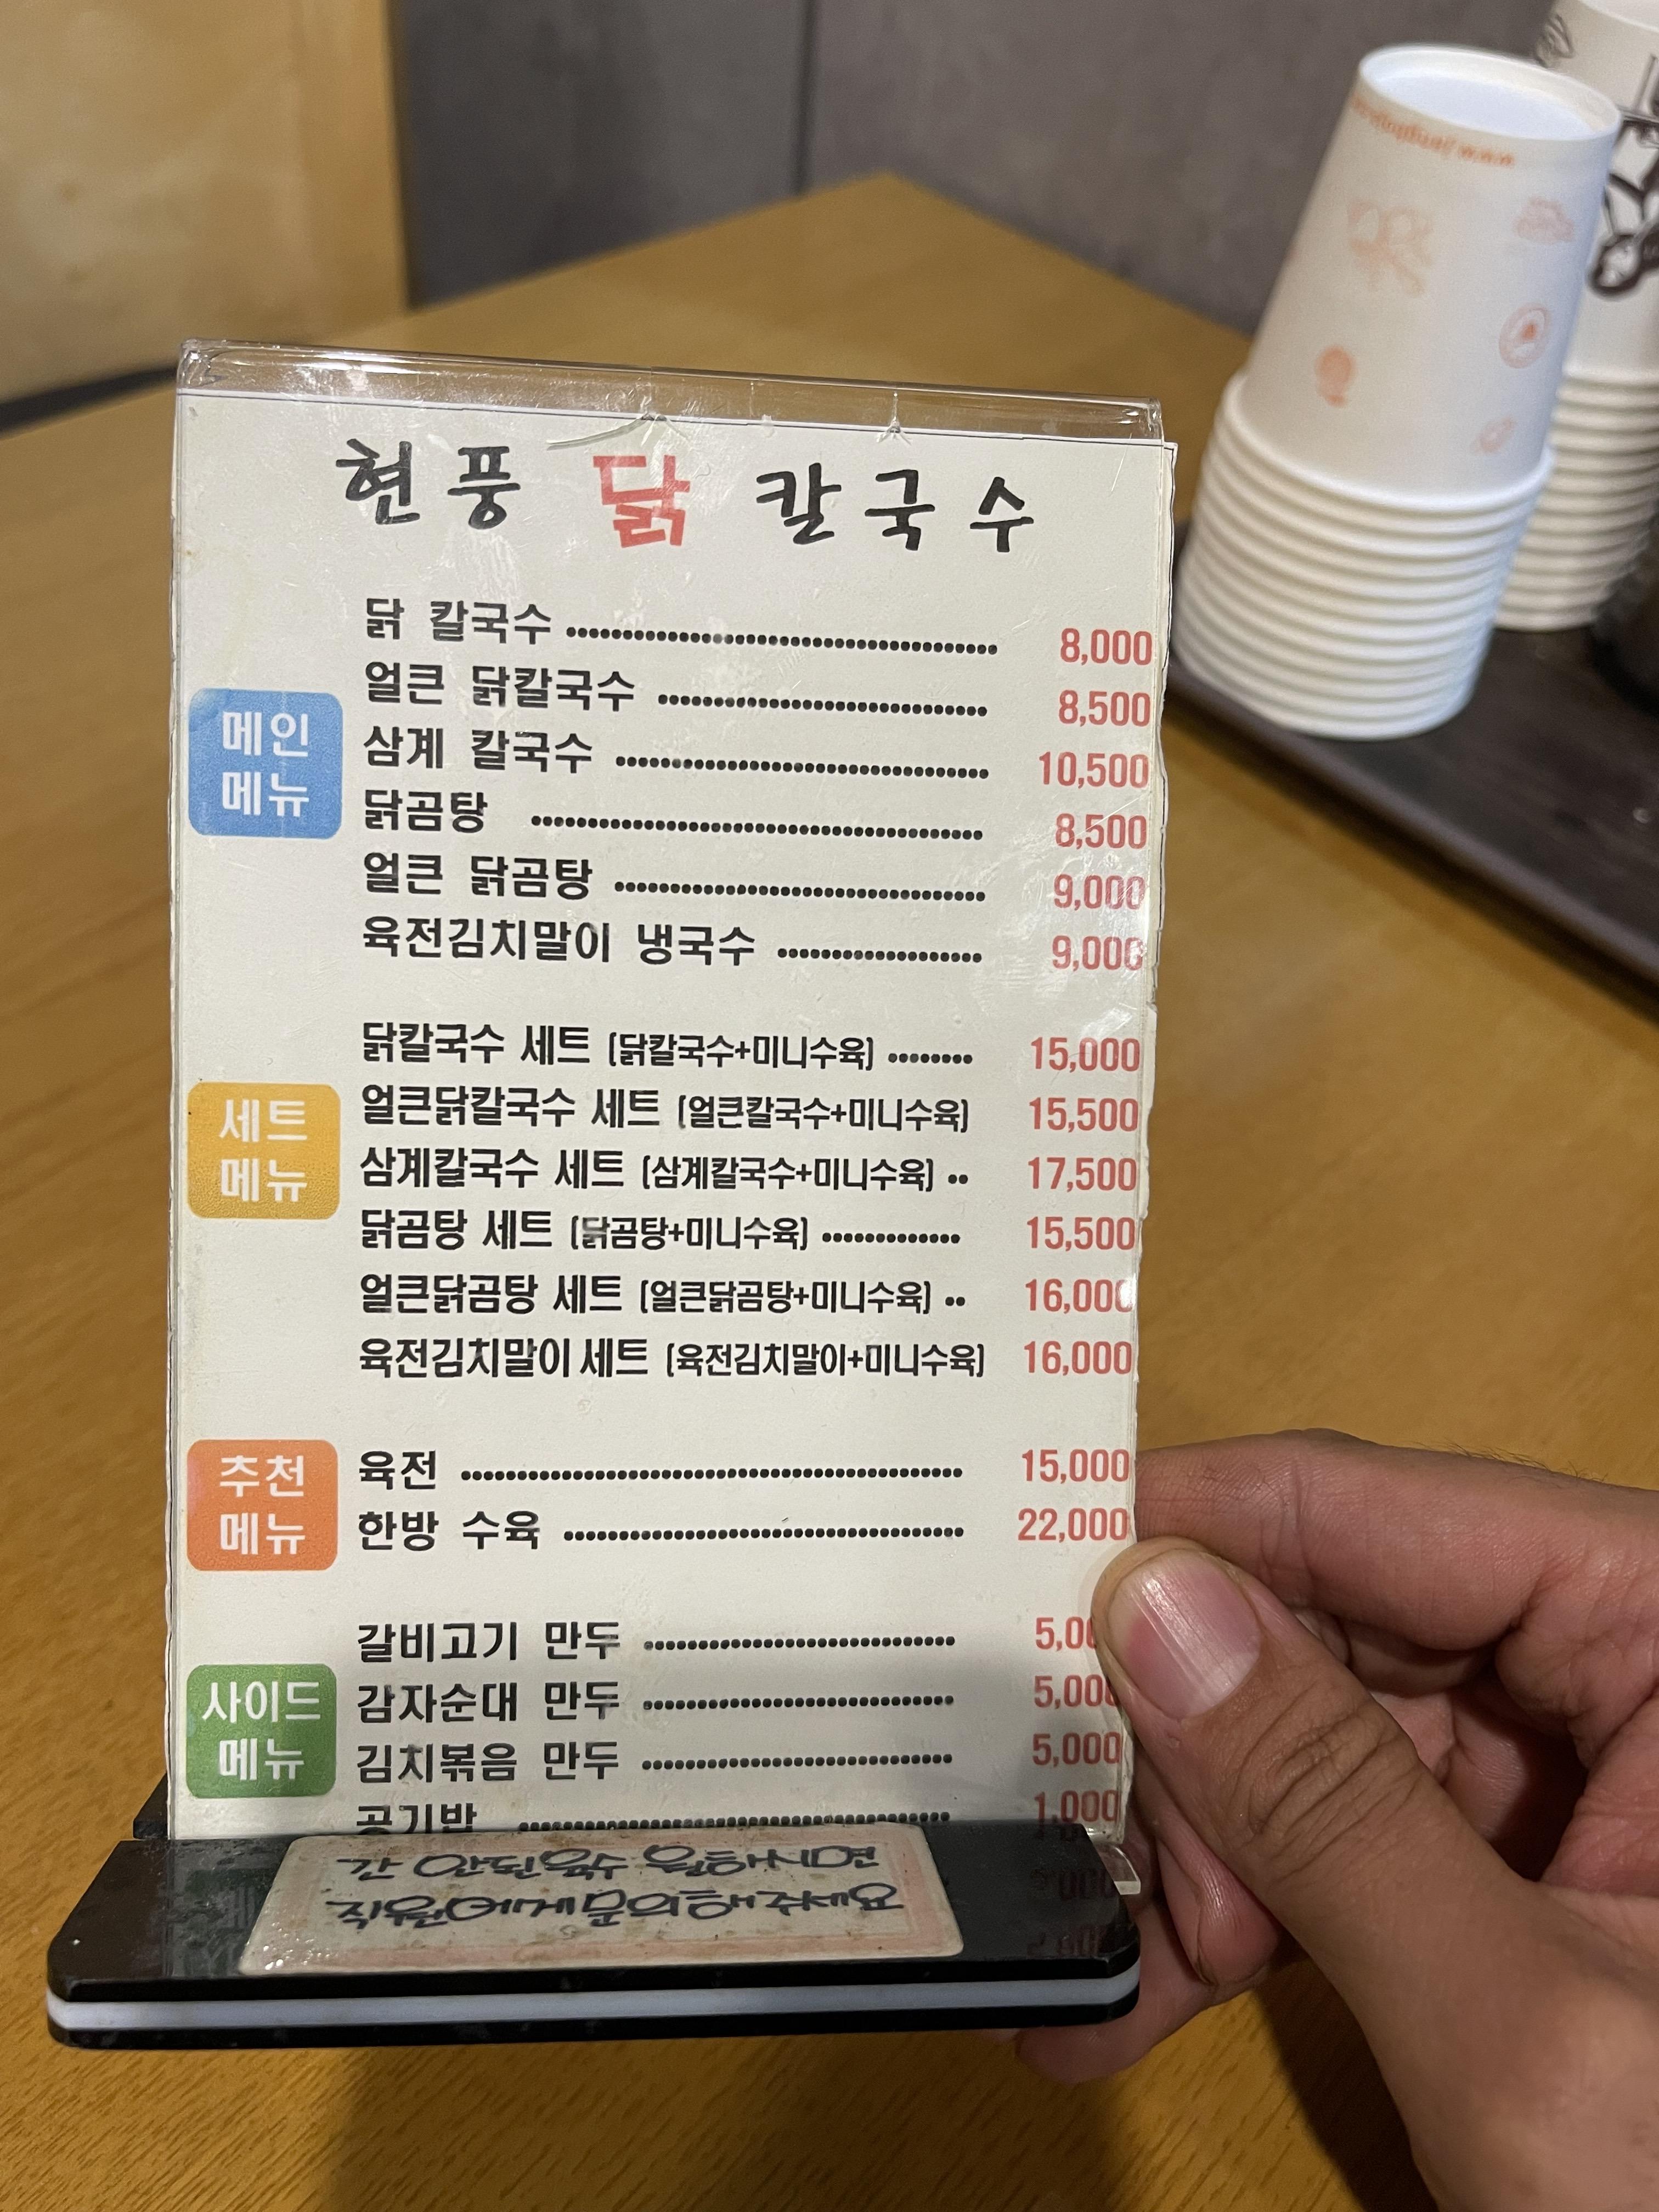 현풍 닭 칼국수
닭 칼국수 8,000
얼큰 닭칼국수 8,500
메인 메뉴
삼계 칼국수 10,500
닭곰탕 8,500
얼큰 닭곰탕 9,000
육전김치말이 냉국수 9,000
닭칼국수 세트 (닭칼국수+미니수육) 15,000
세트 메뉴
얼큰닭칼국수 세트 (얼큰칼국수+미니수육) 15,500
삼계칼국수 세트 (삼계칼국수+미니수육) 17,500
닭곰탕 세트 (닭곰탕+미니수육) 15,500
얼큰닭곰탕 세트 (얼큰닭곰탕+미니수육) 16,000
육전김치말이 세트 (육전김치말이+미니수육) 16,000
추천 메뉴
육전 15,000
한방 수육 22,000
갈비고기 만두 5,00
사이드 메뉴
감자순대 만두 5,000
김치볶음 만두 5,000
공기밥 1,000
직원에게 문의해 주세요